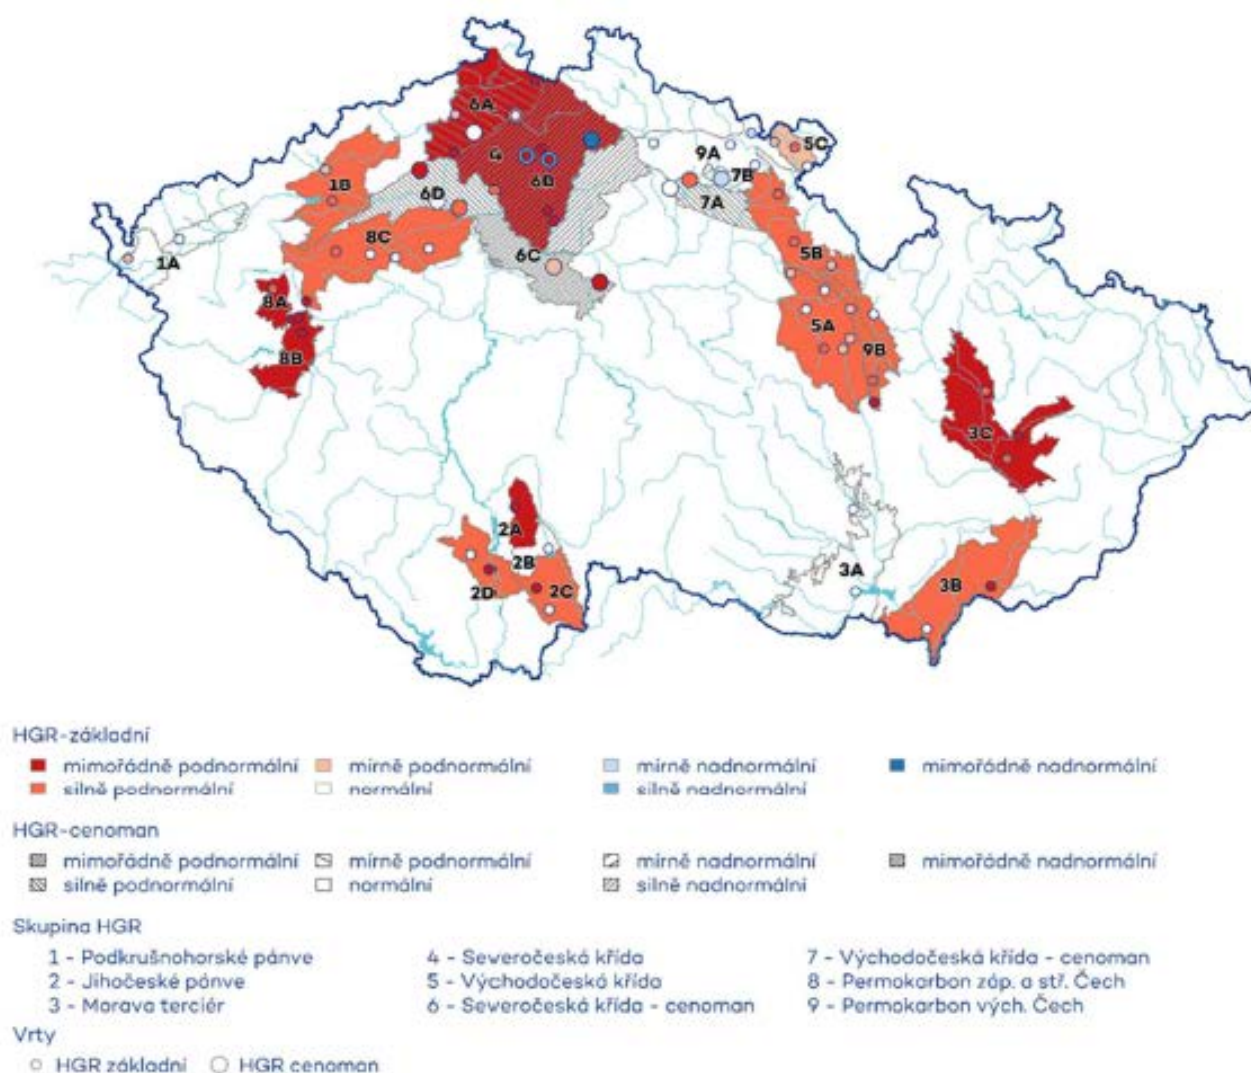 6A
4
6B
5C
9A
7B
1B
6D
7A
8C
5B
1A
6C
8A
5A
8B
9B
3C
2A
2B
3A
2D
2C
3B
HGR-základní
mimořádně podnormální mírně podnormální mírně nadnormální mimořádně nadnormální
silně podnormální normální silně nadnormální
HGR-cenoman
mimořádně podnormální mírně podnormální mírně nadnormální mimořádně nadnormální
silně podnormální normální silně nadnormální
Skupina HGR
1 - Podkrušnohorské pánve 4 - Seweročeská křída 7 - Východočeská křída - cenoman
2 - Jihočeské pánve 5 - Východočeská křída 8 - Permokarbon záp. a stř. Čech
3 - Morava terciér 6 - Seweročeská křída - cenoman 9 - Permokarbon vých. Čech
Vrty
HGR základní HGR cenoman